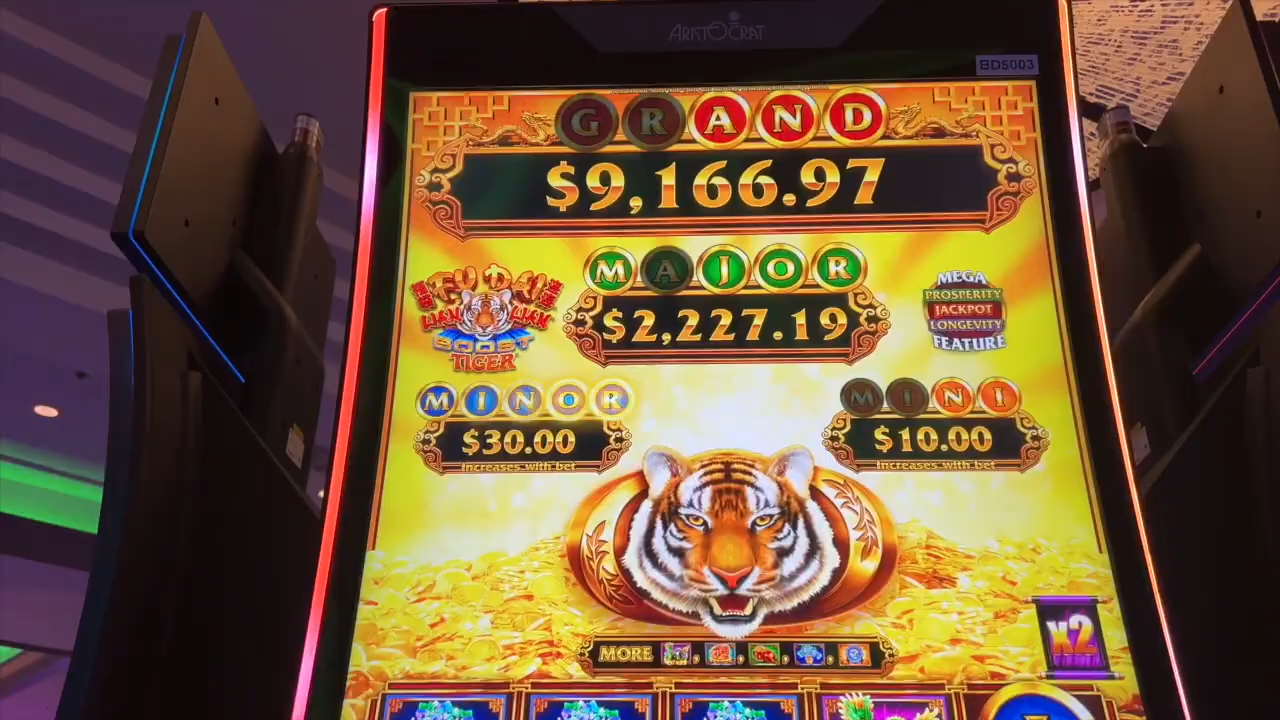 ARISTOCRAT
BD5003
GRAND
$9,166.97
MAJOR
$2,227.19
FU DAI
LIAN LIAN
BOOST
TIGER
MEGA
PROSPERITY
JACKPOT
LONGEVITY
FEATURE
MINOR
$30.00
Increases with bet
MINI
$10.00
Increases with bet
MORE
X2